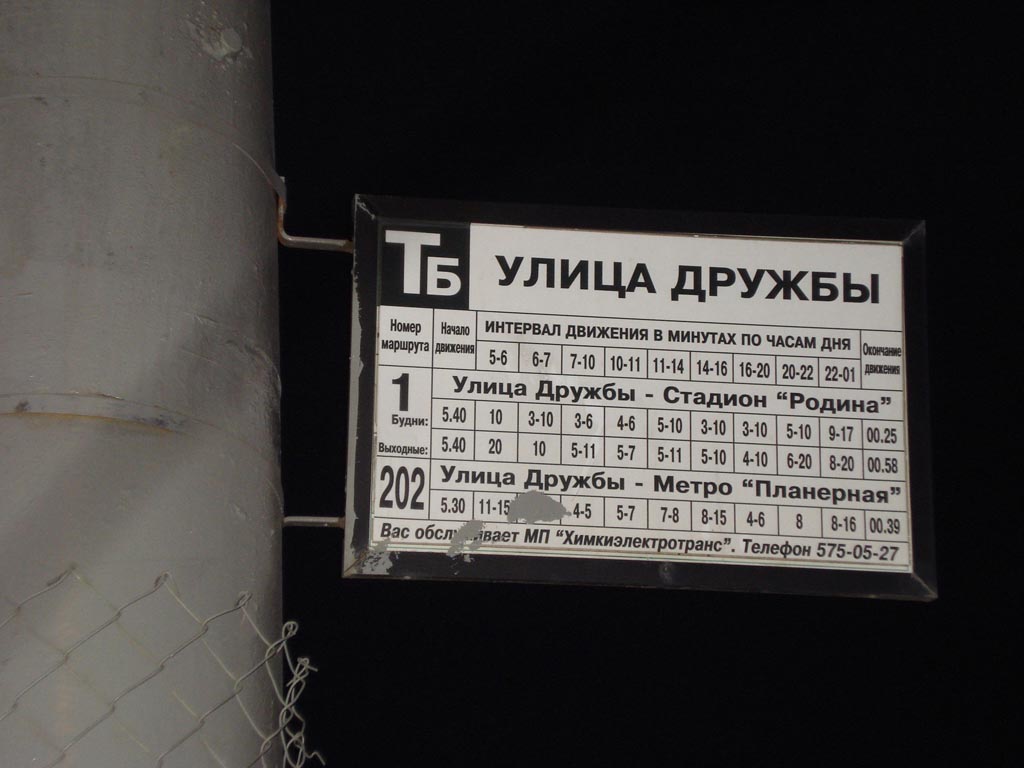 ТБ УЛИЦА ДРУЖБЫ
Номер маршрута Начало движения ИНТЕРВАЛ ДВИЖЕНИЯ В МИНУТАХ ПО ЧАСАМ ДНЯ Окончание движения
5-6 6-7 7-10 10-11 11-14 14-16 16-20 20-22 22-01
1 Улица Дружбы - Стадион "Родина"
Будни: 5.40 10 3-10 3-6 4-6 5-10 3-10 3-10 5-10 9-17 00.25
Выходные: 5.40 20 10 5-11 5-7 5-11 5-10 4-10 6-20 8-20 00.58
202 Улица Дружбы - Метро "Планерная"
5.30 11-15 4-5 5-7 7-8 8-15 4-6 8 8-16 00.39
Вас обслуживает МП "Химкиэлектротранс". Телефон 575-05-27